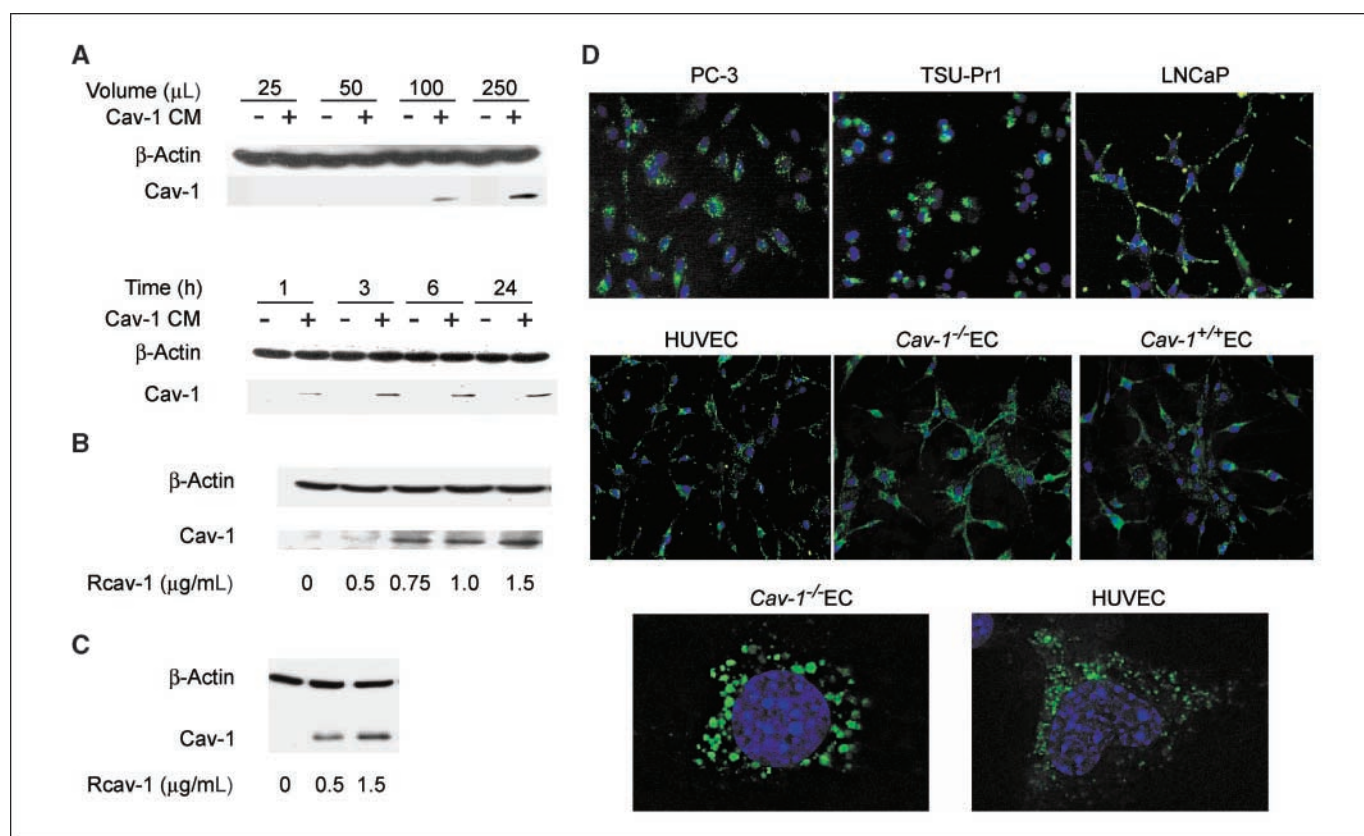 A
Volume (μL) 25 50 100 250
Cav-1 CM - + - + - + - +
β-Actin
Cav-1
Time (h) 1 3 6 24
Cav-1 CM - + - + - + - +
β-Actin
Cav-1
B
β-Actin
Cav-1
Rcav-1 (μg/mL) 0 0.5 0.75 1.0 1.5
C
β-Actin
Cav-1
Rcav-1 (μg/mL) 0 0.5 1.5
D
PC-3 TSU-Pr1 LNCaP
HUVEC Cav-1-/-EC Cav-1+/+EC
Cav-1-/-EC HUVEC